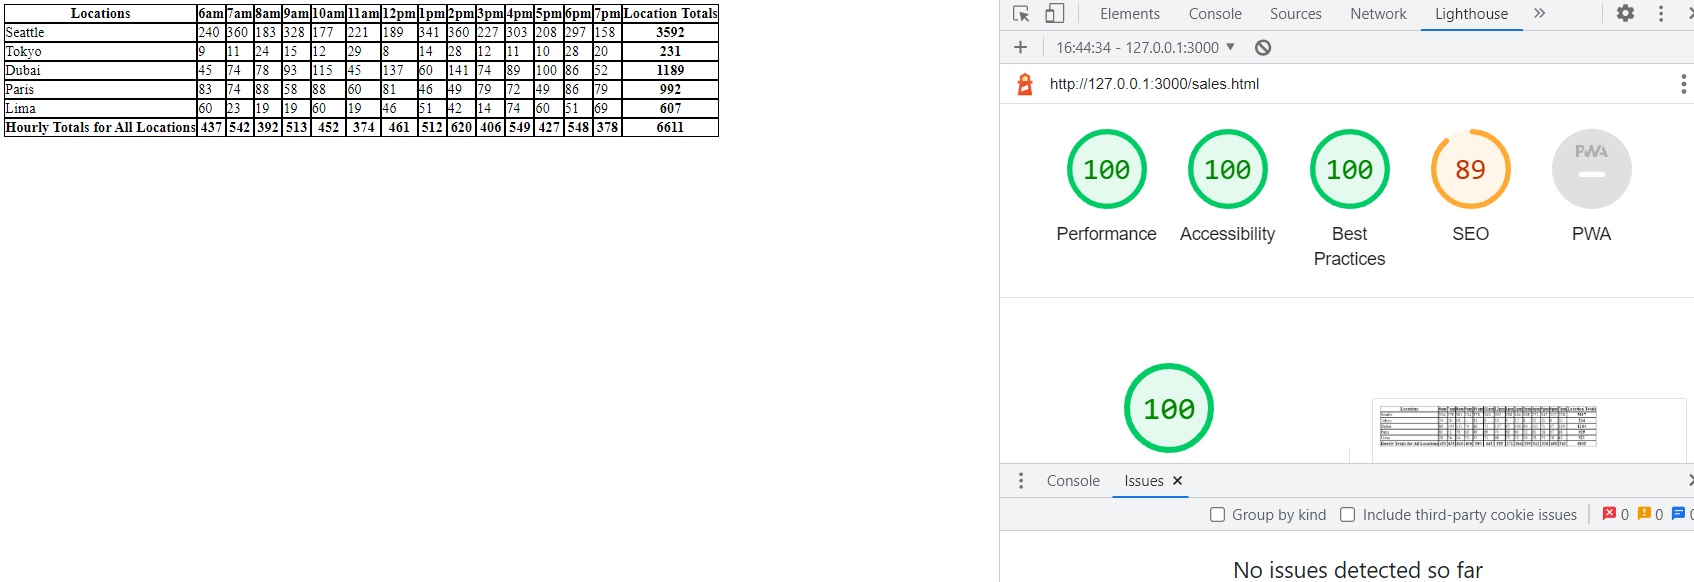 Locations 6am 7am 8am 9am 10am 11am 12pm 1pm 2pm 3pm 4pm 5pm 6pm 7pm Location Totals
Seattle 240 360 183 328 177 221 189 341 360 227 303 208 297 158 3592
Tokyo 9 11 24 15 12 29 8 14 28 12 11 10 28 20 231
Dubai 45 74 78 93 115 45 137 60 141 74 89 100 86 52 1189
Paris 83 74 88 58 88 60 81 46 49 79 72 49 86 79 992
Lima 60 23 19 19 60 19 46 51 42 14 74 60 51 69 607
Hourly Totals for All Locations 437 542 392 513 452 374 461 512 620 406 549 427 548 378 6611
Elements Console Sources Network Lighthouse »
+ 16:44:34 - 127.0.0.1:3000
http://127.0.0.1:3000/sales.html
100 100 100 89 PWA
Performance Accessibility Best Practices SEO PWA
100
Locations Location Totals
Hourly Totals for All Locations
Console Issues
Group by kind Include third-party cookie issues 0 0 0
No issues detected so far